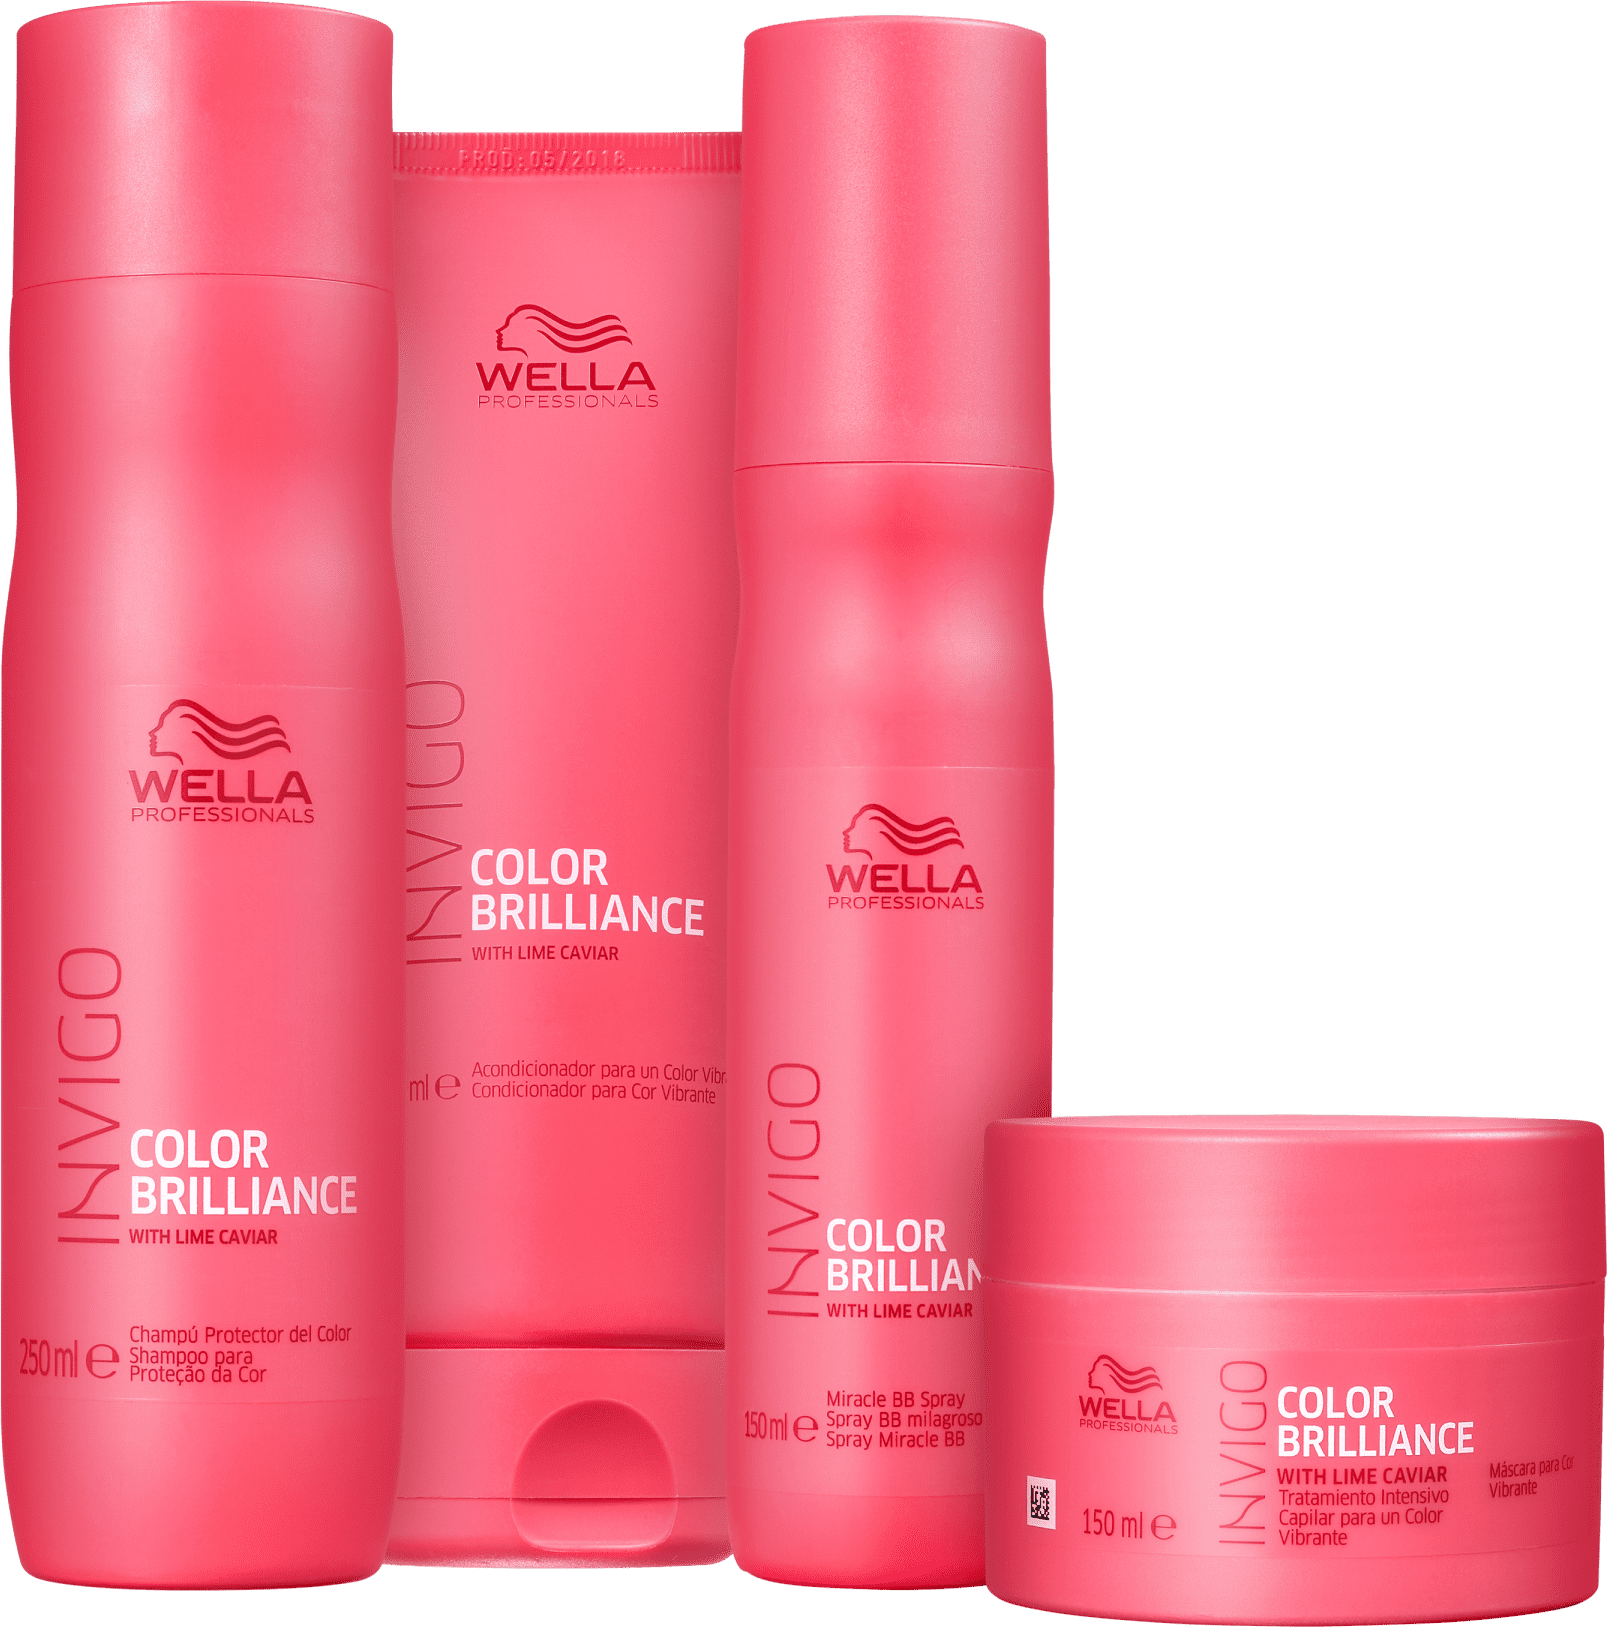 WELLA
PROFESSIONALS
INVIGO
COLOR
BRILLIANCE
WITH LIME CAVIAR
250 ml e
Champú Protector del Color
Shampoo para
Proteção da Cor
PROD:05/2018
WELLA
PROFESSIONALS
INVIGO
COLOR
BRILLIANCE
WITH LIME CAVIAR
ml e
Acondicionador para un Color Vibr
Condicionador para Cor Vibrante
WELLA
PROFESSIONALS
INVIGO
COLOR
BRILLIAN
WITH LIME CAVIAR
150 ml e
Miracle BB Spray
Spray BB milagroso
Spray Miracle BB
WELLA
PROFESSIONALS
INVIGO
COLOR
BRILLIANCE
WITH LIME CAVIAR
Tratamiento Intensivo
Capilar para un Color
Vibrante
Máscara para Cor
Vibrante
150 ml e